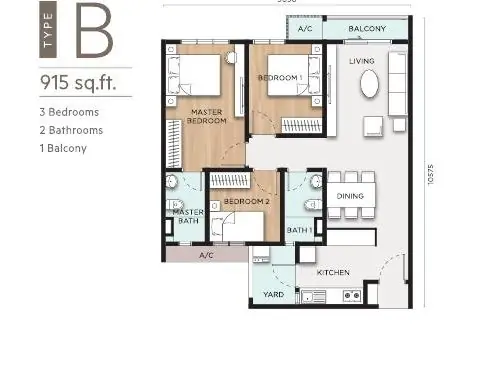 TYPE
B
915 sq.ft.
3 Bedrooms
2 Bathrooms
1 Balcony
A/C
BALCONY
LIVING
BEDROOM 1
MASTER
BEDROOM
10575
DINING
BEDROOM 2
MASTER
BATH
BATH 1
A/C
KITCHEN
YARD